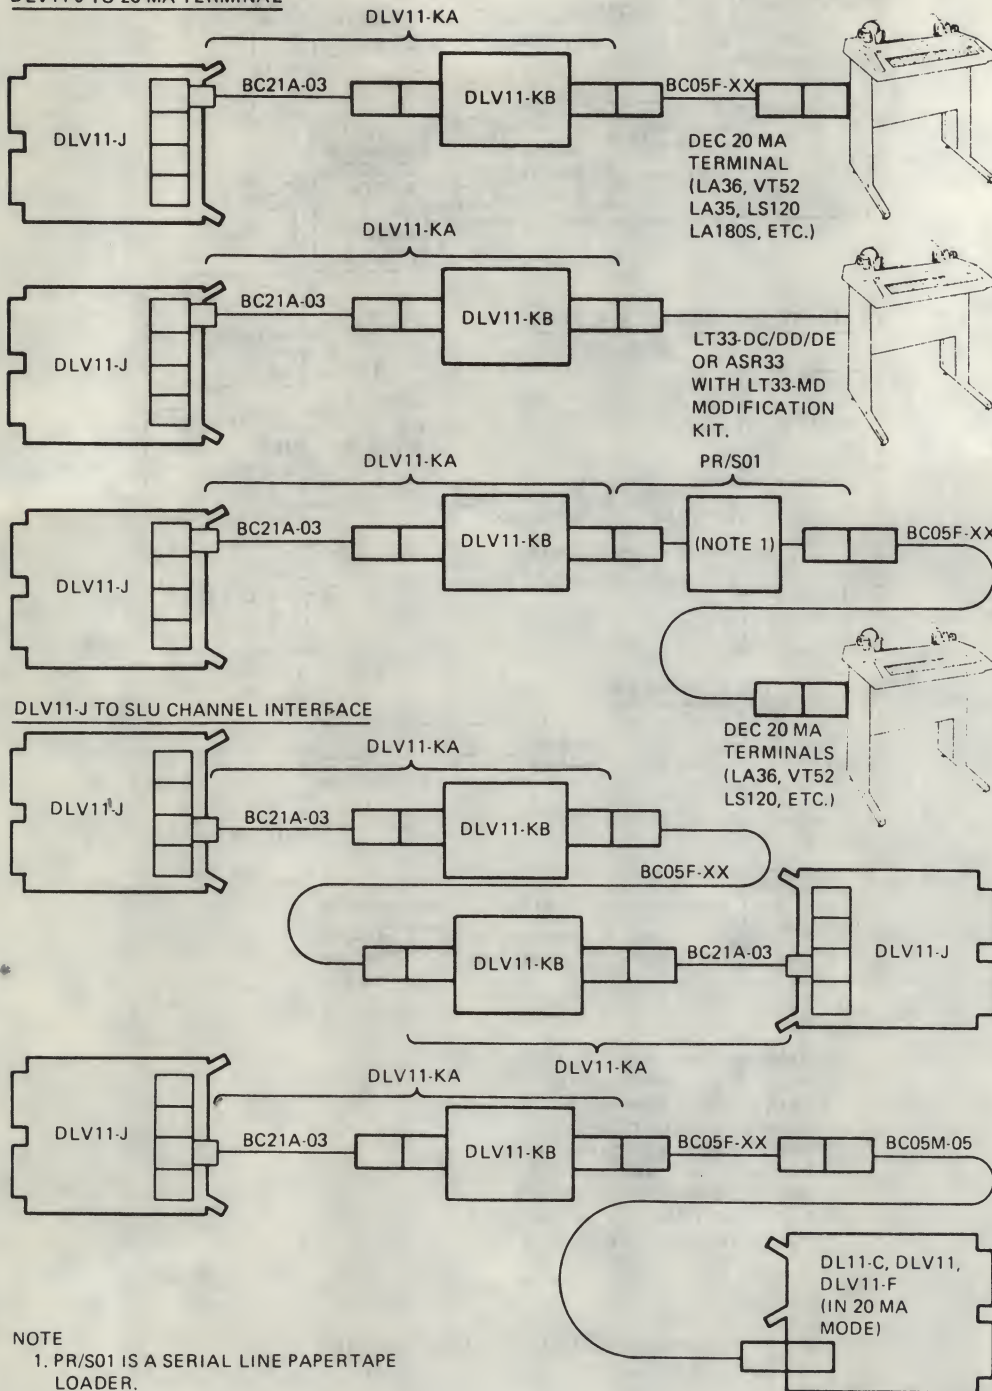 DLV11-J TO 20 MA TERMINAL
DLV11-KA
DLV11-J
BC21A-03
DLV11-KB
BC05F-XX
DEC 20 MA
TERMINAL
(LA36, VT52
LA35, LS120
LA180S, ETC.)
DLV11-KA
DLV11-J
BC21A-03
DLV11-KB
LT33-DC/DD/DE
OR ASR33
WITH LT33-MD
MODIFICATION
KIT.
DLV11-KA
PR/S01
DLV11-J
BC21A-03
DLV11-KB
(NOTE 1)
BC05F-XX
DEC 20 MA
TERMINALS
(LA36, VT52
LS120, ETC.)
DLV11-J TO SLU CHANNEL INTERFACE
DLV11-KA
DLV11-J
BC21A-03
DLV11-KB
BC05F-XX
DLV11-KB
BC21A-03
DLV11-J
DLV11-KA
DLV11-KA
DLV11-J
BC21A-03
DLV11-KB
BC05F-XX
BC05M-05
DL11-C, DLV11,
DLV11-F
(IN 20 MA
MODE)
NOTE
1. PR/S01 IS A SERIAL LINE PAPERTAPE
LOADER.